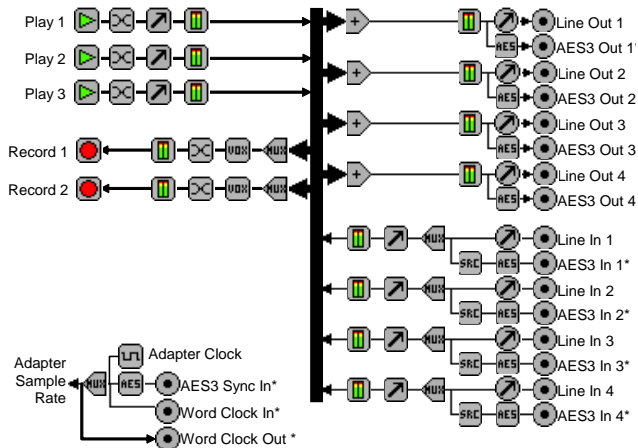 Play 1
Play 2
Play 3
Record 1
VOX
MUX
Record 2
VOX
MUX
+
Line Out 1
AES
AES3 Out 1*
+
Line Out 2
AES
AES3 Out 2
+
Line Out 3
AES
AES3 Out 3
+
Line Out 4
AES
AES3 Out 4
MUX
Line In 1
SRC
AES
AES3 In 1*
MUX
Line In 2
SRC
AES
AES3 In 2*
MUX
Line In 3
SRC
AES
AES3 In 3*
MUX
Line In 4
SRC
AES
AES3 In 4*
Adapter
Sample
Rate
MUX
Adapter Clock
AES
AES3 Sync In*
Word Clock In*
Word Clock Out *